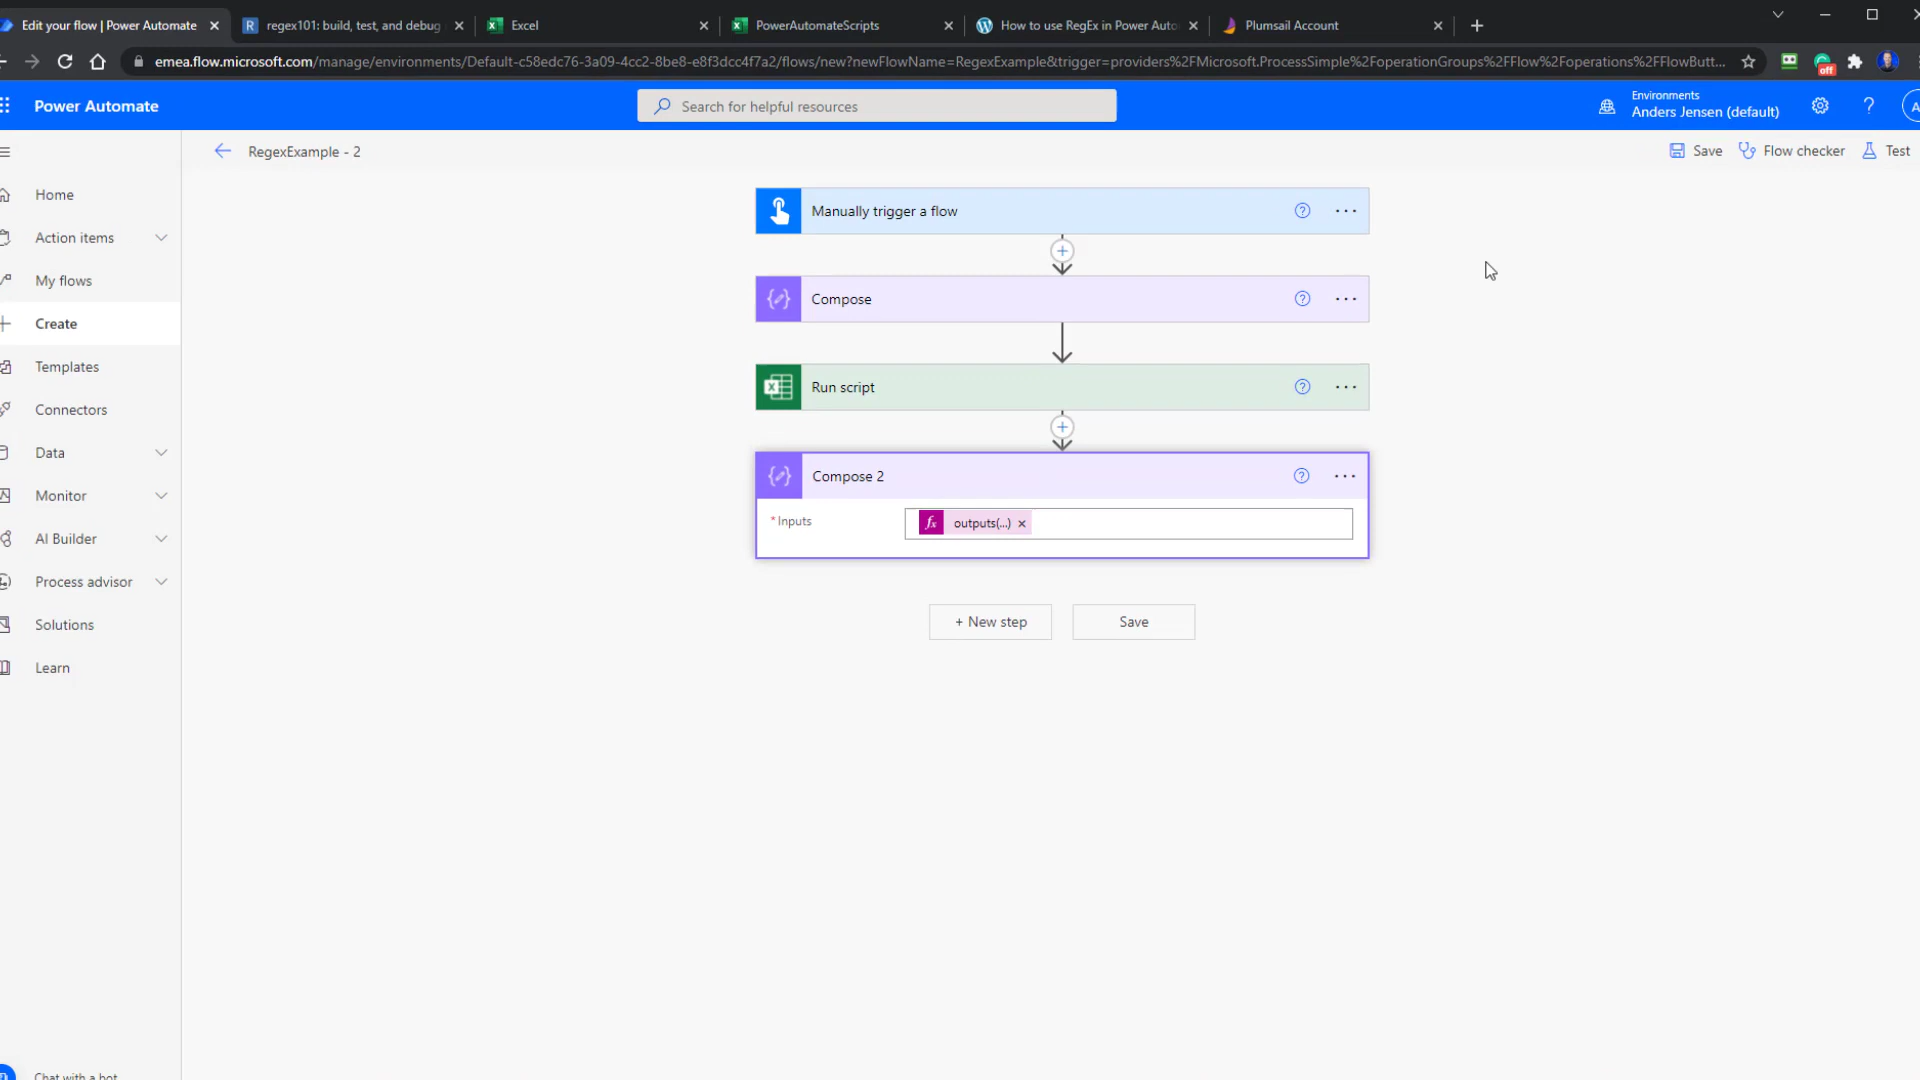 Edit your flow | Power Automate
regex101: build, test, and debug
Excel
PowerAutomateScripts
How to use RegEx in Power Auto
Plumsail Account
emea.flow.microsoft.com/manage/environments/Default-c58edc76-3a09-4cc2-8be8-e8f3dcc4f7a2/flows/new?newFlowName=RegexExample&trigger=providers%2FMicrosoft.ProcessSimple%2FoperationGroups%2FFlow%2Foperations%2FFlowButt...
off
Power Automate
Search for helpful resources
Environments
Anders Jensen (default)
A
RegexExample - 2
Save
Flow checker
Test
Home
Action items
My flows
Create
Templates
Connectors
Data
Monitor
AI Builder
Process advisor
Solutions
Learn
Manually trigger a flow
Compose
Run script
Compose 2
* Inputs
fx outputs(...) x
+ New step
Save
Chat with a bot